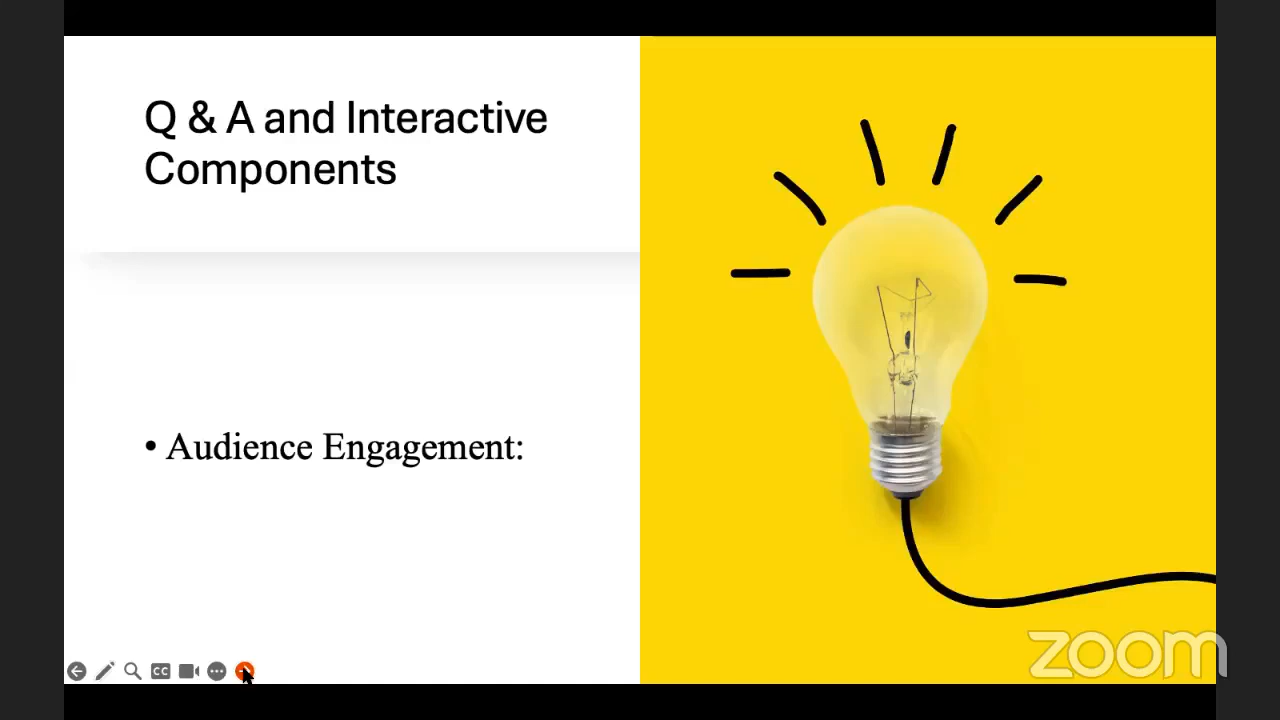 Q & A and Interactive
Components
• Audience Engagement:
CC
zoom